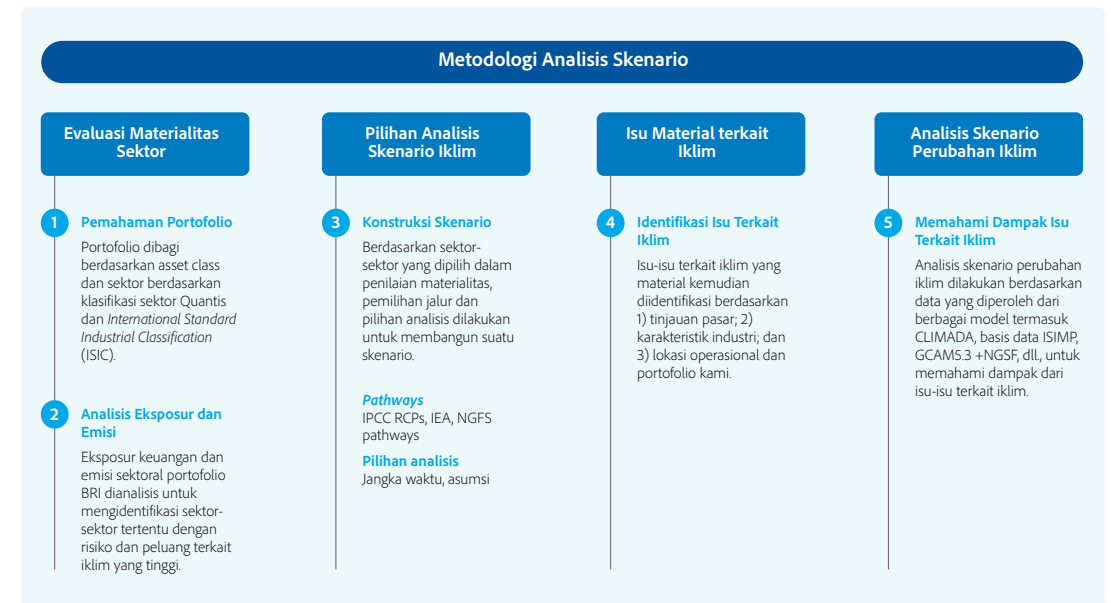 Metodologi Analisis Skenario
Evaluasi Materialitas
Sektor
1
Pemahaman Portofolio
Portofolio dibagi
berdasarkan asset class
dan sektor berdasarkan
klasifikasi sektor Quantis
dan International Standard
Industrial Classification
(ISIC).
2
Analisis Eksposur dan
Emisi
Eksposur keuangan dan
emisi sektoral portofolio
BRI dianalisis untuk
mengidentifikasi sektor-
sektor tertentu dengan
risiko dan peluang terkait
iklim yang tinggi.
Pilihan Analisis
Skenario Iklim
3
Konstruksi Skenario
Berdasarkan sektor-
sektor yang dipilih dalam
penilaian materialitas,
pemilihan jalur dan
pilihan analisis dilakukan
untuk membangun suatu
skenario.
Pathways
IPCC RCPs, IEA, NGFS
pathways
Pilihan analisis
Jangka waktu, asumsi
Isu Material terkait
Iklim
4
Identifikasi Isu Terkait
Iklim
Isu-isu terkait iklim yang
material kemudian
diidentifikasi berdasarkan
1) tinjauan pasar; 2)
karakteristik industri; dan
3) lokasi operasional dan
portofolio kami.
Analisis Skenario
Perubahan Iklim
5
Memahami Dampak Isu
Terkait Iklim
Analisis skenario perubahan
iklim dilakukan berdasarkan
data yang diperoleh dari
berbagai model termasuk
CLIMADA, basis data ISIMP,
GCAM5.3 +NGSF, dll., untuk
memahami dampak dari
isu-isu terkait iklim.